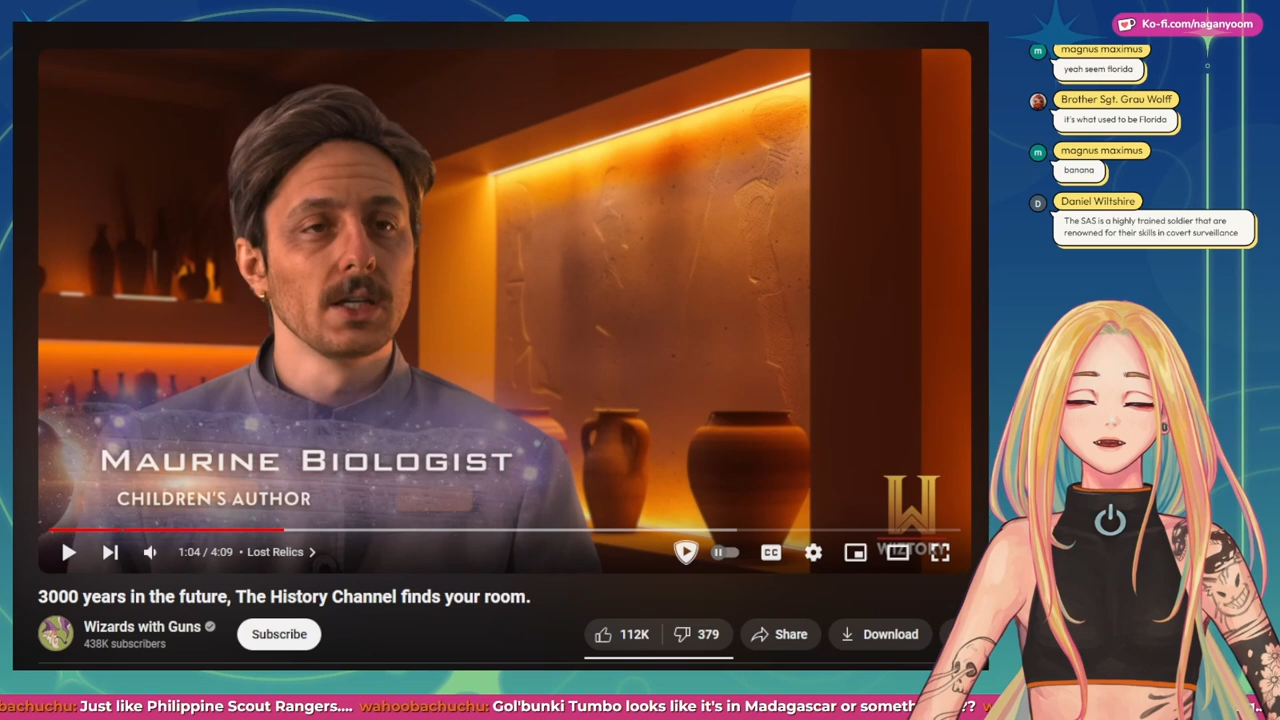 Ko-fi.com/naganyoom
magnus maximus
yeah seem florida
Brother Sgt. Grau Wolff
it's what used to be Florida
magnus maximus
banana
Daniel Wiltshire
The SAS is a highly trained soldier that are
renowned for their skills in covert surveillance
MAURINE BIOLOGIST
CHILDREN'S AUTHOR
W
WIZTORY
1:04 / 4:09 • Lost Relics
CC
3000 years in the future, The History Channel finds your room.
Wizards with Guns
438K subscribers
Subscribe
112K
379
Share
Download
bachuchu: Just like Philippine Scout Rangers.... wahoobachuchu: Gol'bunki Tumbo looks like it's in Madagascar or someth